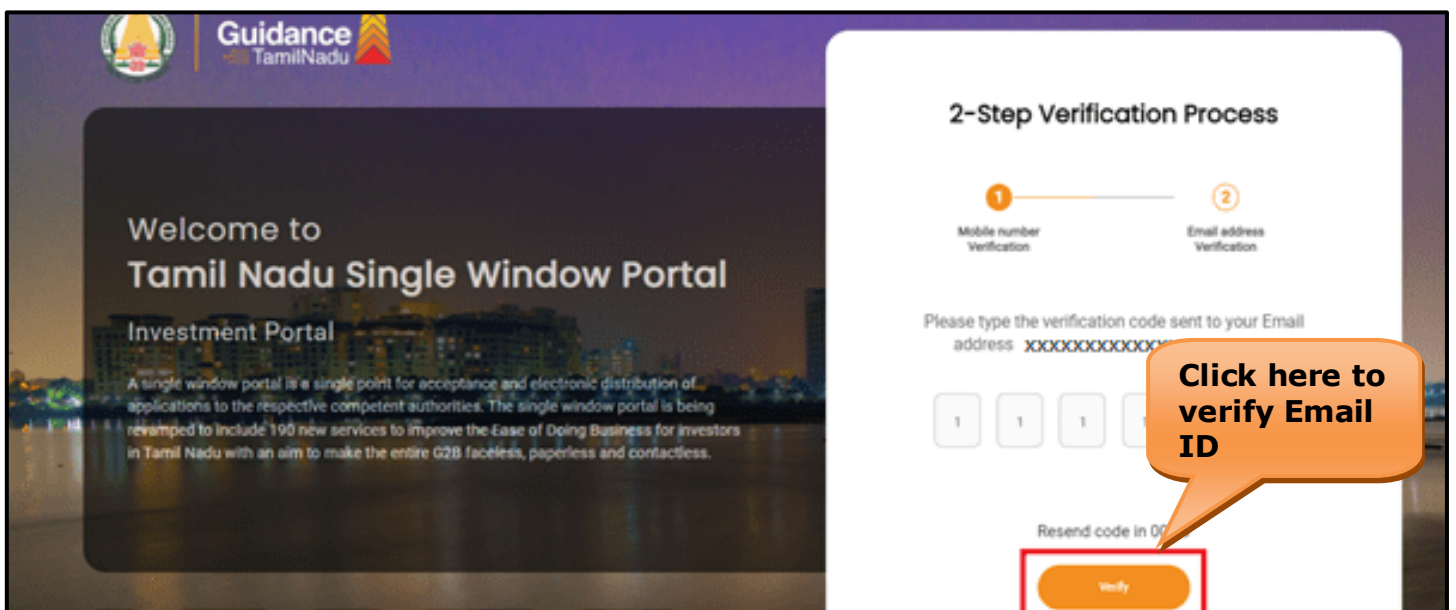 Guidance
TamilNadu
Welcome to
Tamil Nadu Single Window Portal
Investment Portal
A single window portal is a single point for acceptance and electronic distribution of
applications to the respective competent authorities. The single window portal is being
revamped to include 190 new services to improve the Ease of Doing Business for investors
in Tamil Nadu with an aim to make the entire G2B faceless, paperless and contactless.
2-Step Verification Process
1
2
Mobile number
Verification
Email address
Verification
Please type the verification code sent to your Email
address XXXXXXXXXXXXX
1 1 1 1
Click here to
verify Email
ID
Resend code in
Verify